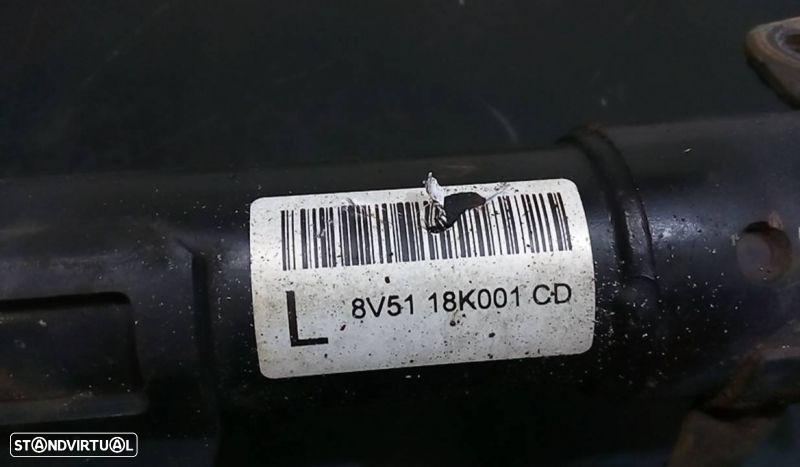 L
8V51 18K001 CD
STANDVIRTUAL